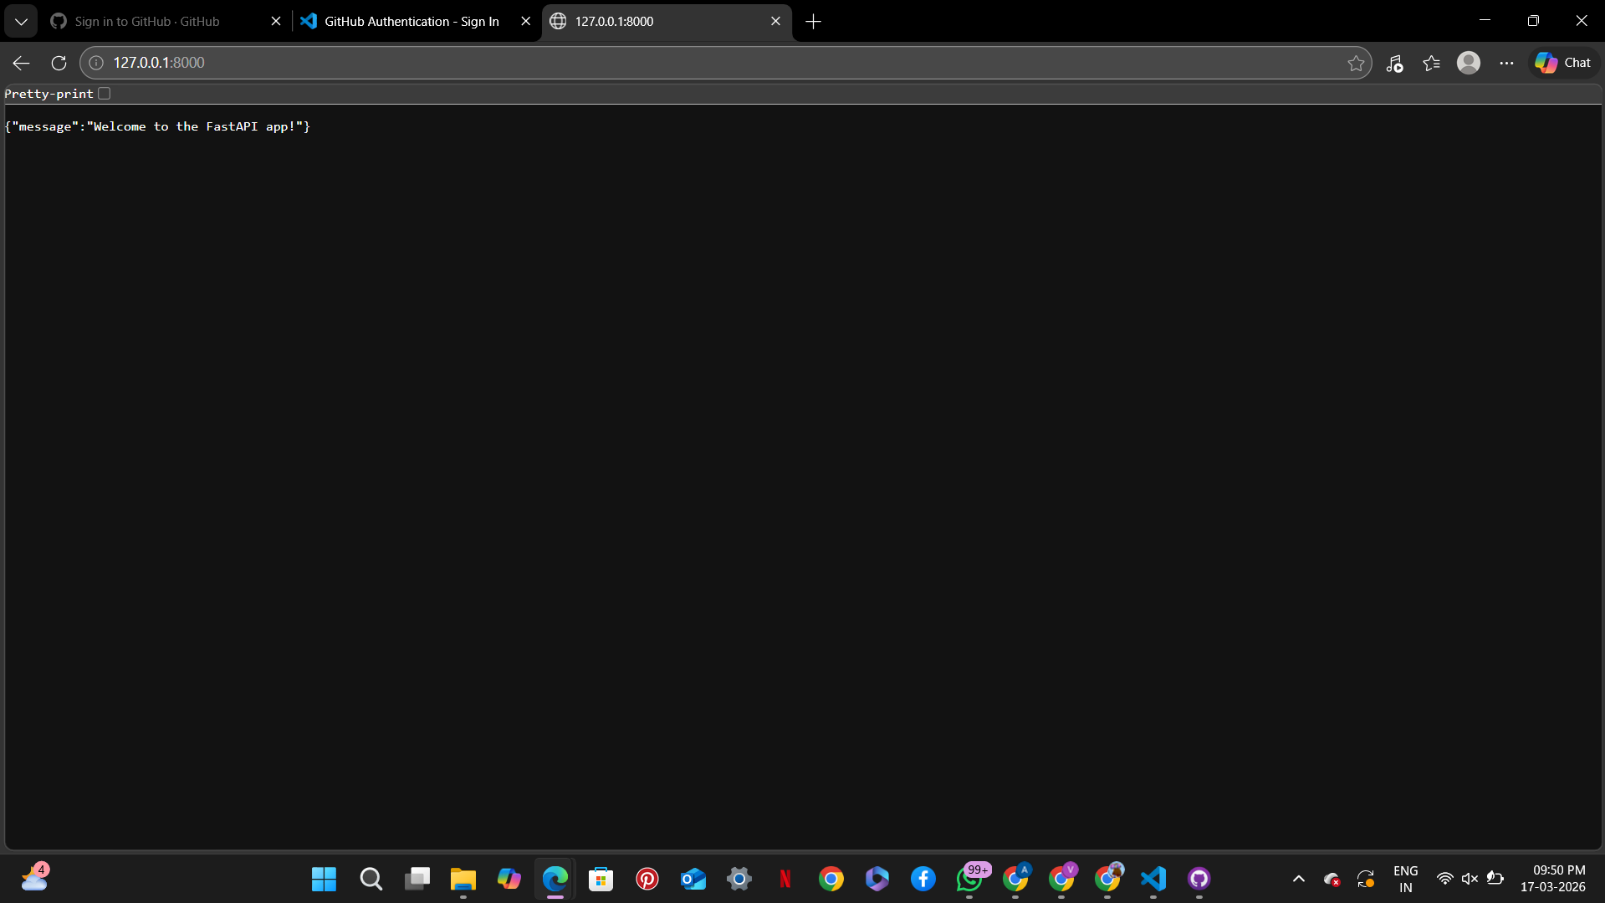 Sign in to GitHub · GitHub
GitHub Authentication - Sign In
127.0.0.1:8000
127.0.0.1:8000
Chat
Pretty-print
{"message":"Welcome to the FastAPI app!"}
4
99+
A
V
ENG
IN
09:50 PM
17-03-2026